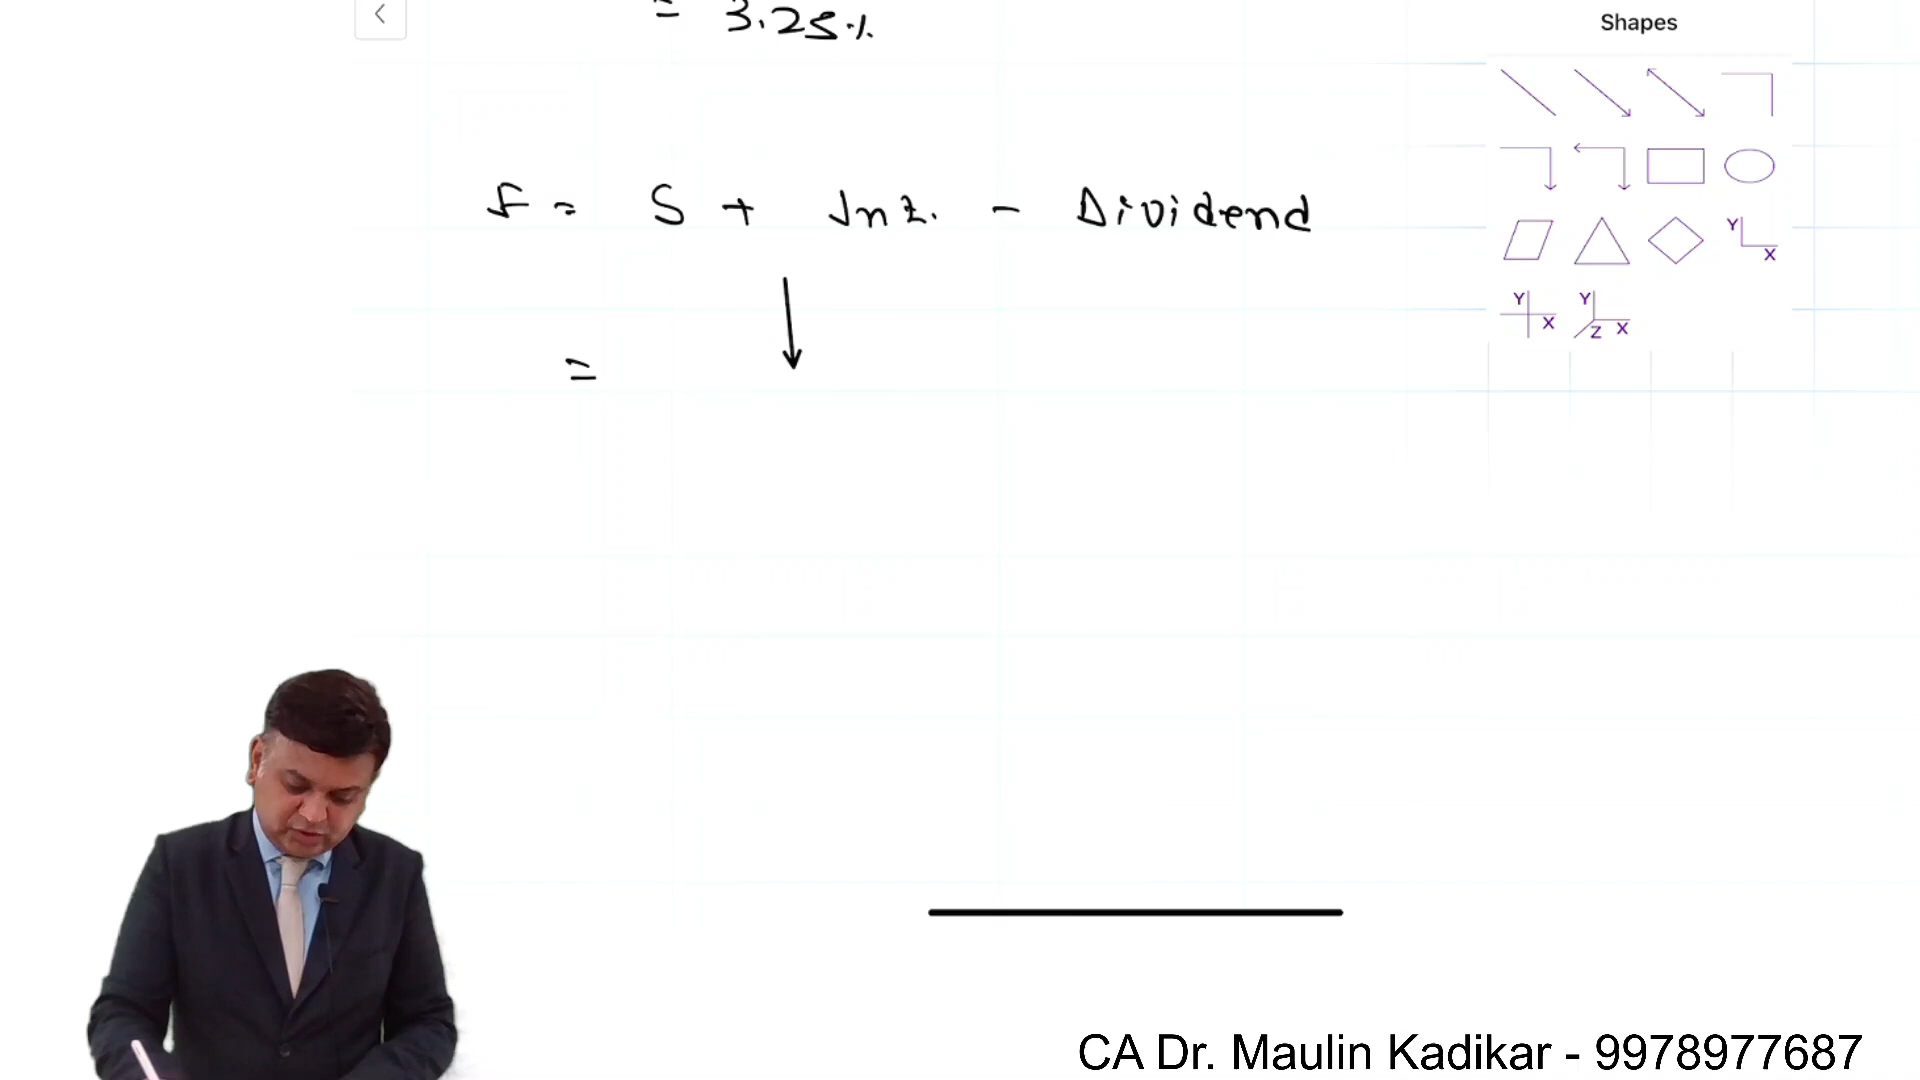 = 3.25%
Shapes
F = S + Int. - Dividend
=
Y
X
Y
X
Y
Z X
CA Dr. Maulin Kadikar - 9978977687